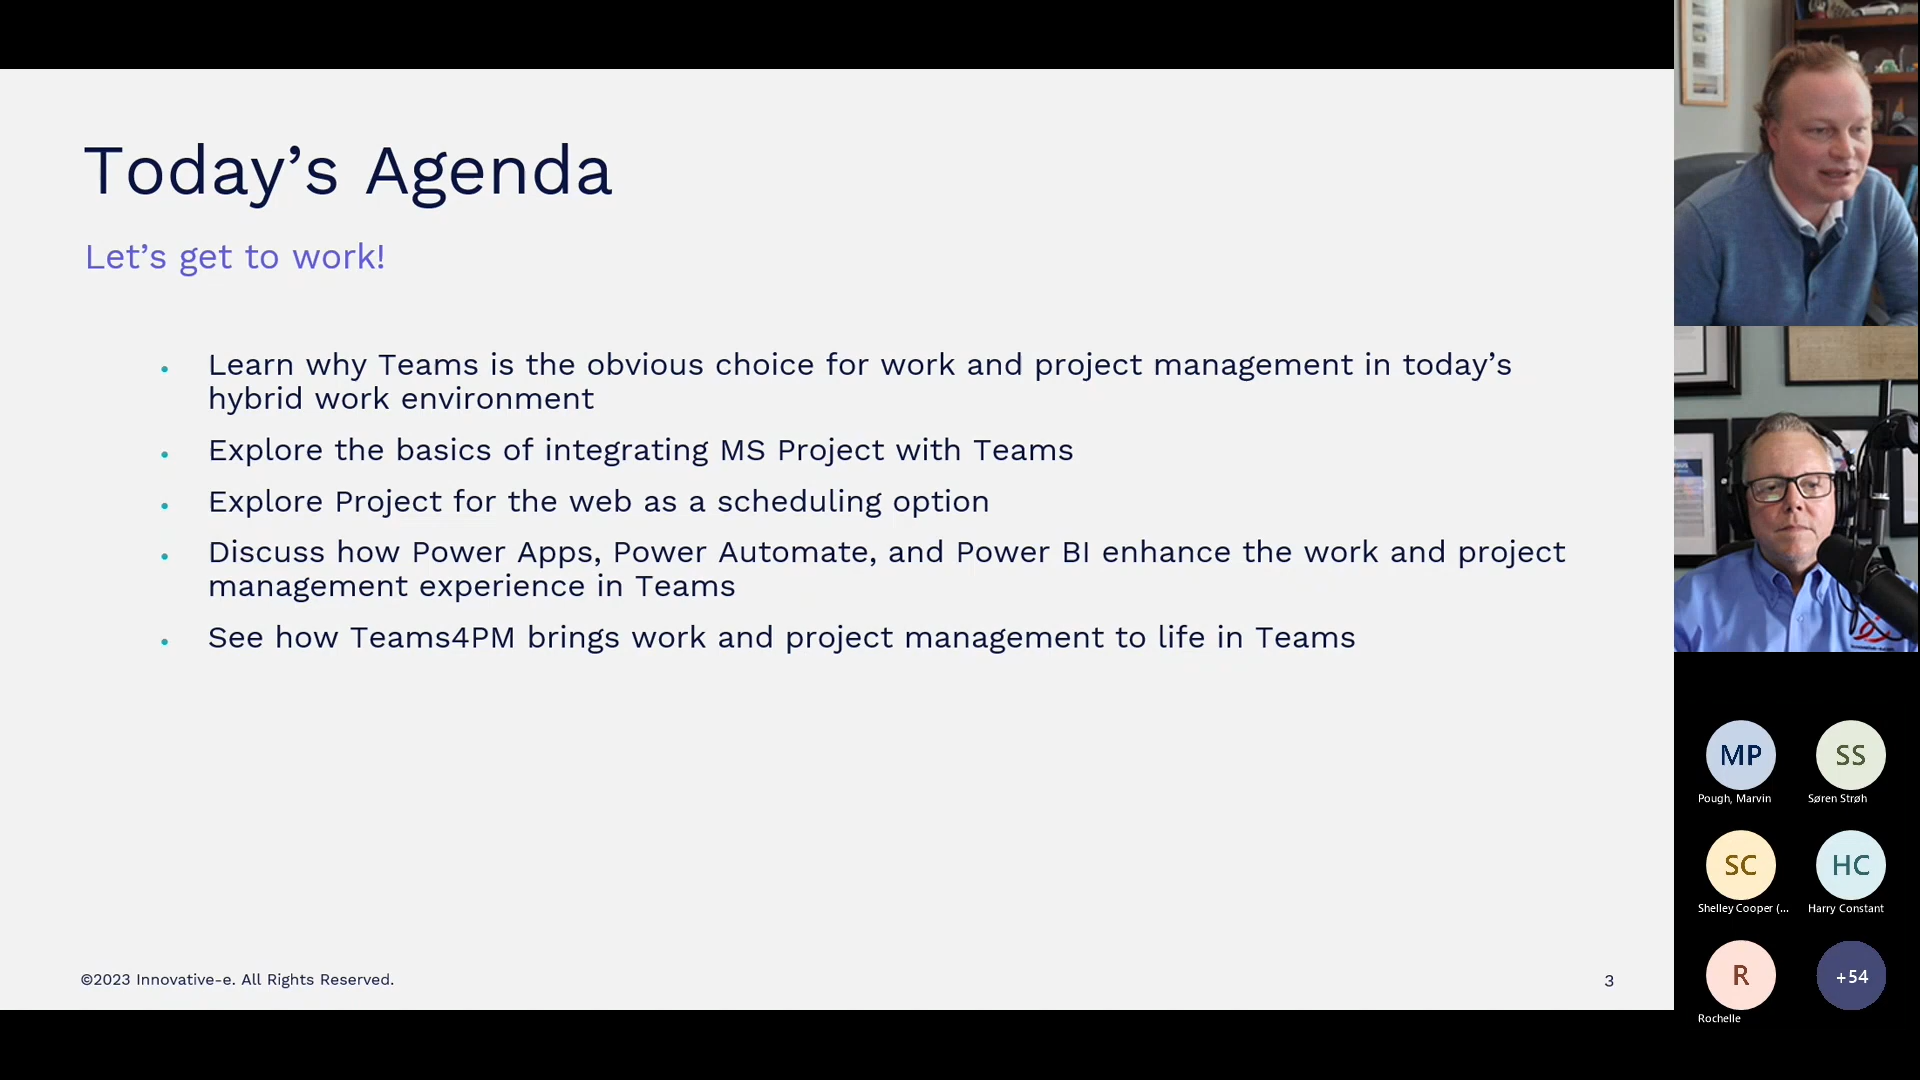 Today’s Agenda
Let’s get to work!
Learn why Teams is the obvious choice for work and project management in today’s
hybrid work environment
Explore the basics of integrating MS Project with Teams
Explore Project for the web as a scheduling option
Discuss how Power Apps, Power Automate, and Power BI enhance the work and project
management experience in Teams
See how Teams4PM brings work and project management to life in Teams
©2023 Innovative-e. All Rights Reserved.
3
MP
SS
Pough, Marvin
Søren Strøh
SC
HC
Shelley Cooper (...
Harry Constant
R
+54
Rochelle